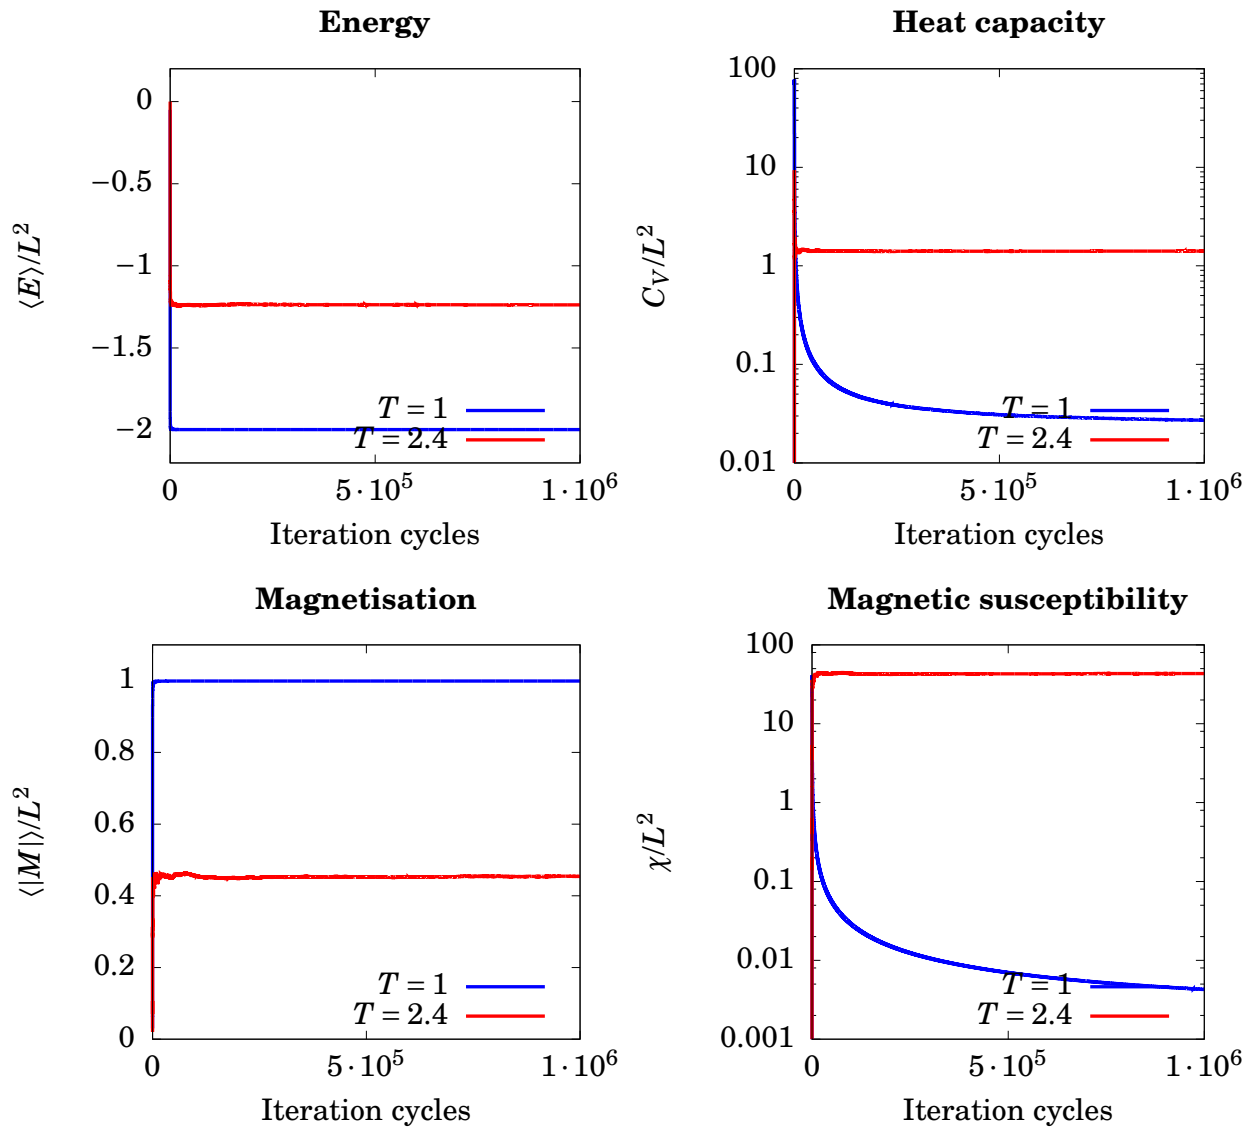 Energy
⟨E⟩/L²
0
−0.5
−1
−1.5
−2
T = 1
T = 2.4
0
5·10⁵
1·10⁶
Iteration cycles
Heat capacity
C_V/L²
100
10
1
0.1
0.01
T = 1
T = 2.4
0
5·10⁵
1·10⁶
Iteration cycles
Magnetisation
⟨|M|⟩/L²
1
0.8
0.6
0.4
0.2
0
T = 1
T = 2.4
0
5·10⁵
1·10⁶
Iteration cycles
Magnetic susceptibility
χ/L²
100
10
1
0.1
0.01
0.001
T = 1
T = 2.4
0
5·10⁵
1·10⁶
Iteration cycles